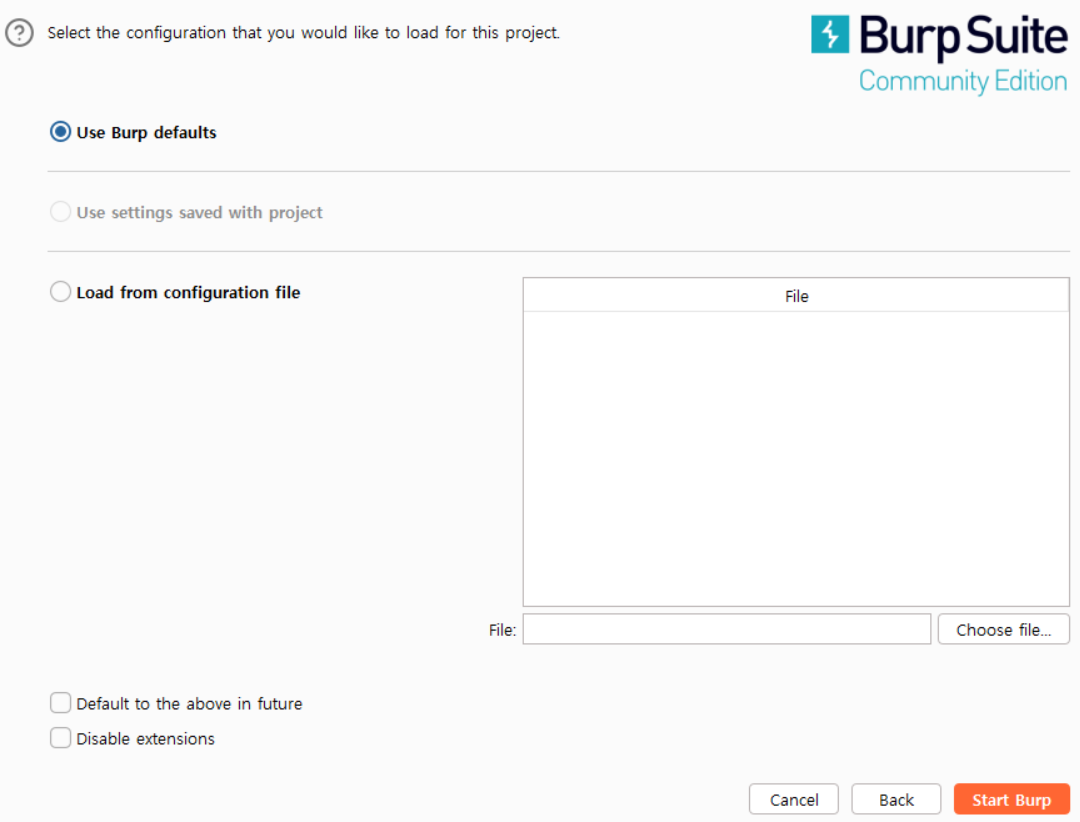 Select the configuration that you would like to load for this project.
Burp Suite
Community Edition
Use Burp defaults
Use settings saved with project
Load from configuration file
File
File:
Choose file...
Default to the above in future
Disable extensions
Cancel
Back
Start Burp